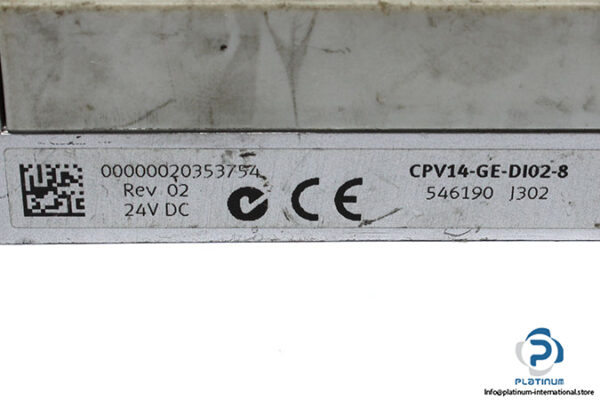 00000020353754
Rev 02
24V DC
CPV14-GE-DI02-8
546190 J302
PLATINUM
Info@platinum-international.store